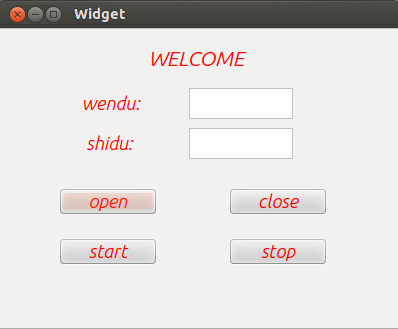 Widget
WELCOME
wendu:
shidu:
open close
start stop